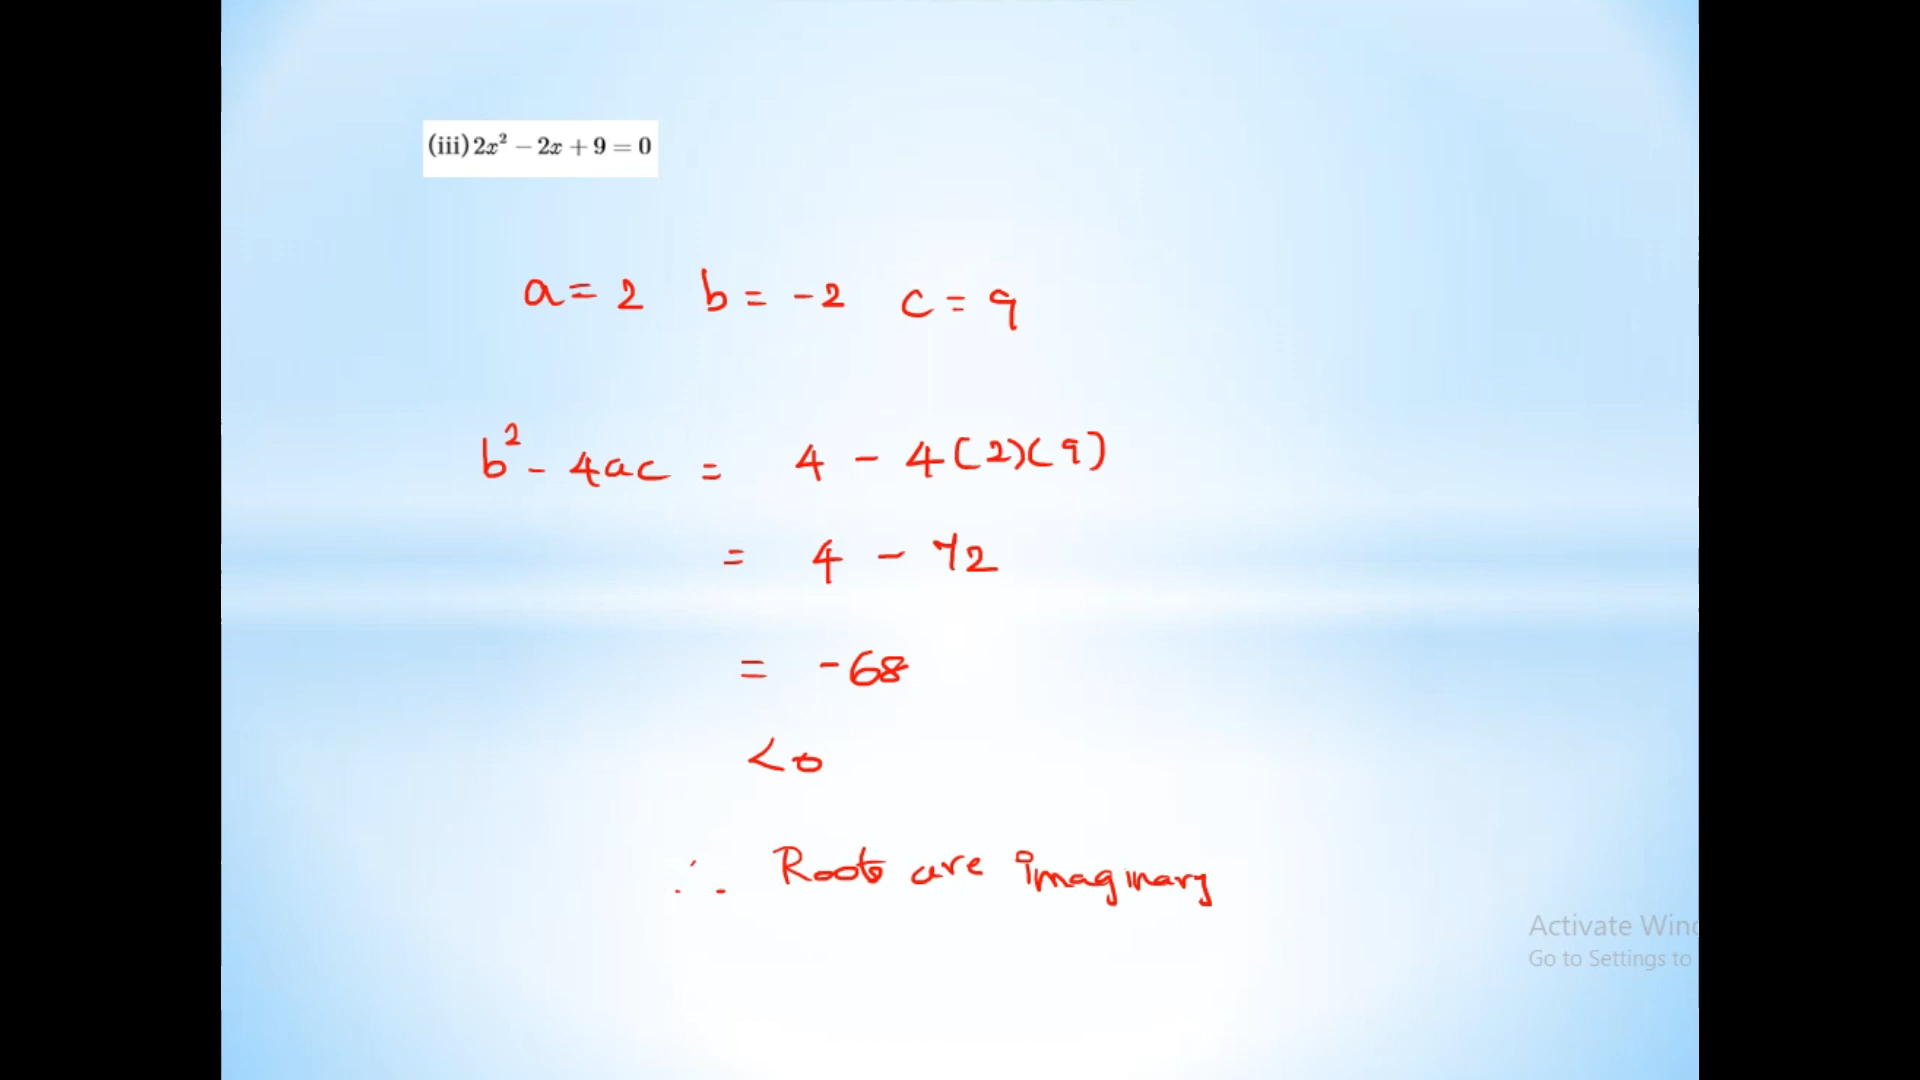 (iii) 2x² − 2x + 9 = 0
a = 2 b = -2 c = 9
b² - 4ac = 4 - 4(2)(9)
= 4 - 72
= -68
<0
∴ Roots are imaginary
Activate Wind
Go to Settings to